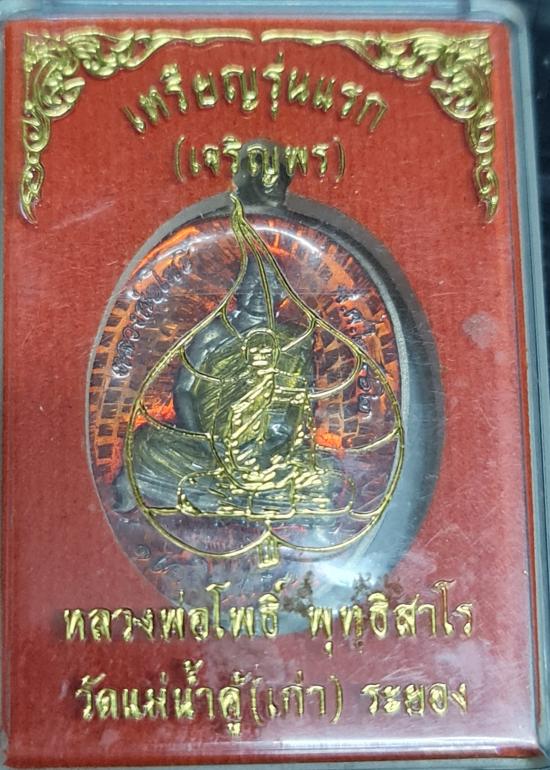 เหรียญรุ่นแรก
(เจริญพร)
หลวงพ่อโพธิ์ พุทธิสาโร
วัดแม่น้ำคู้(เก่า) ระยอง